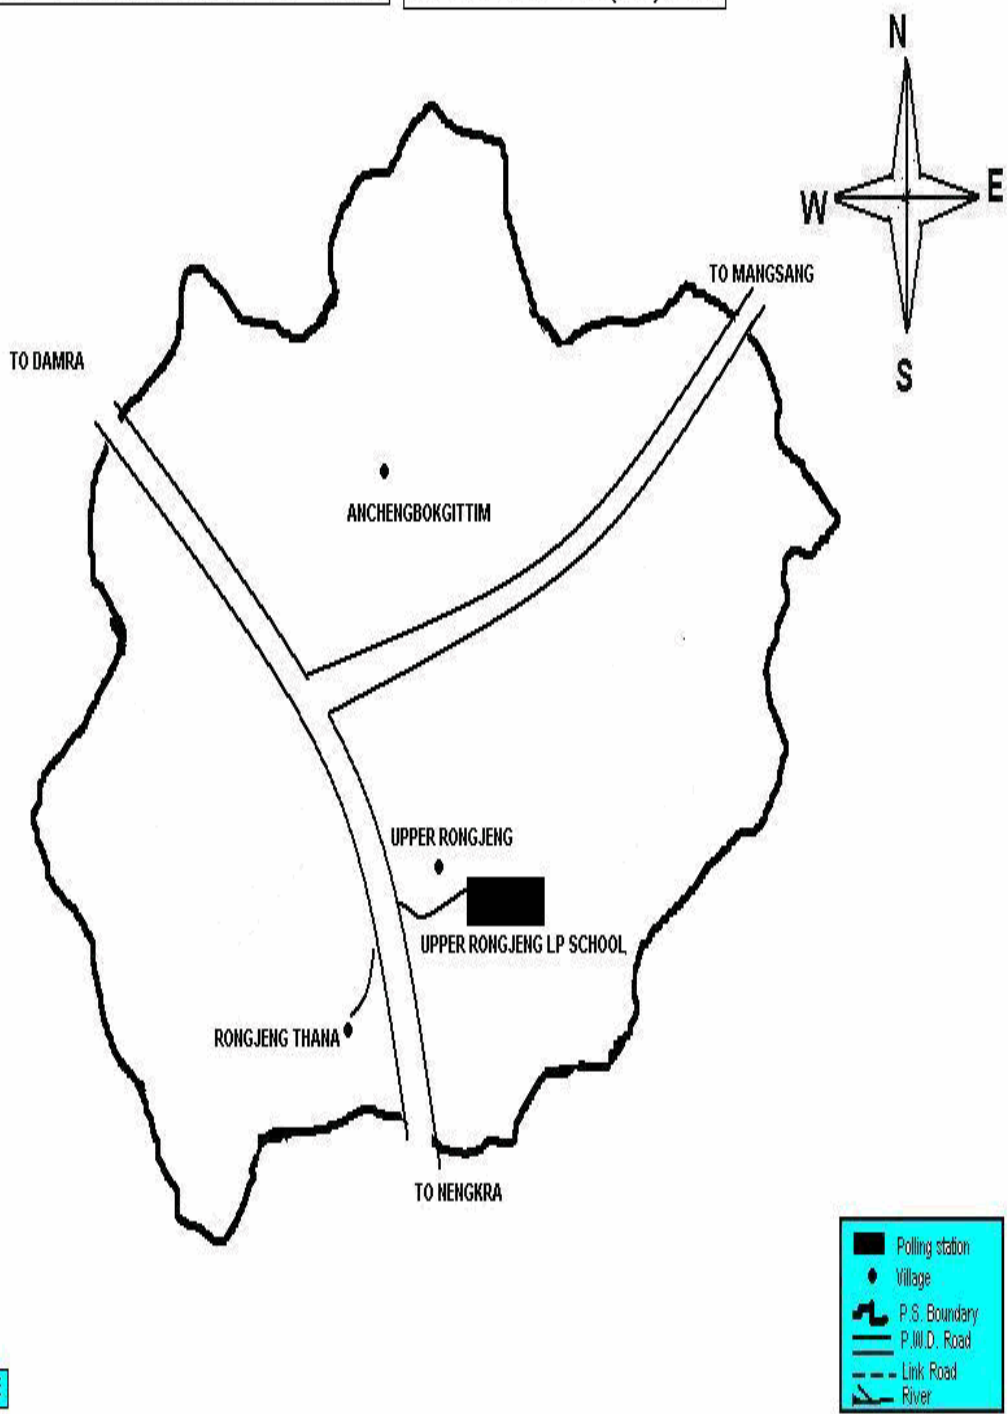 N
W
E
S
TO MANGSANG
TO DAMRA
ANCHENGBOKGITTIM
UPPER RONGJENG
UPPER RONGJENG LP SCHOOL
RONGJENG THANA
TO NENGKRA
Polling station
Village
P.S. Boundary
P.W.D. Road
Link Road
River